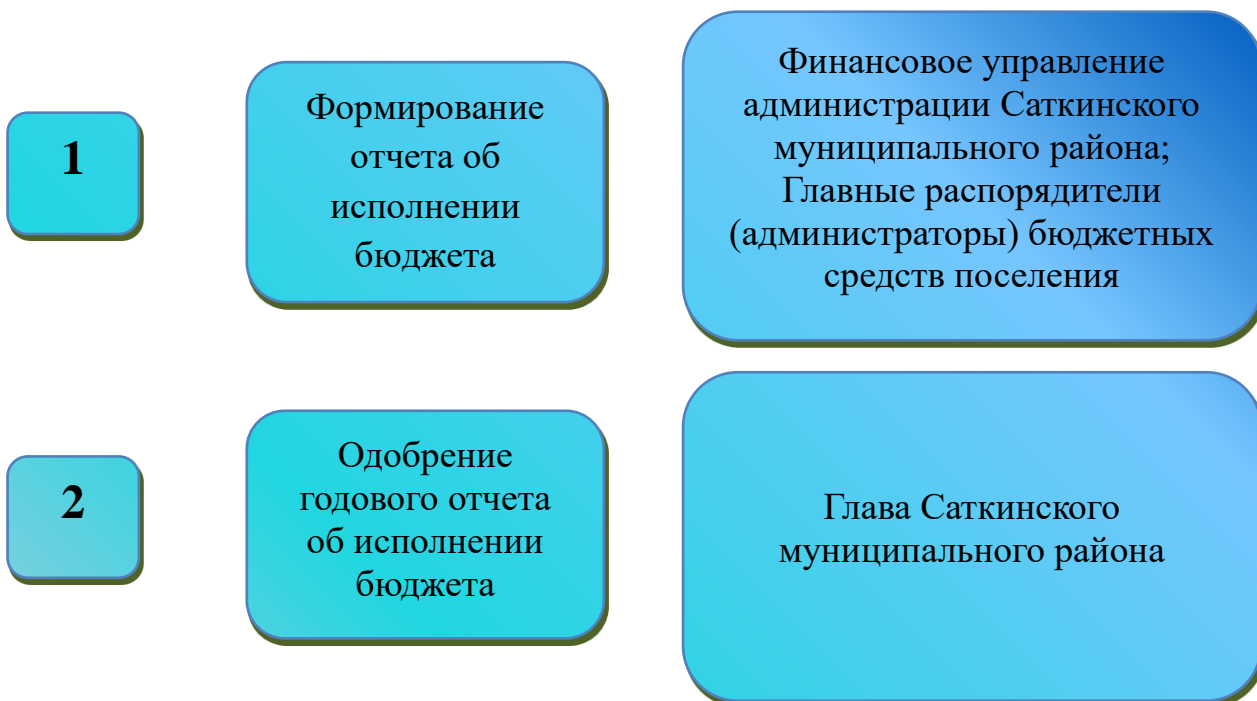 1
Формирование
отчета об
исполнении
бюджета
Финансовое управление
администрации Саткинского
муниципального района;
Главные распорядители
(администраторы) бюджетных
средств поселения
2
Одобрение
годового отчета
об исполнении
бюджета
Глава Саткинского
муниципального района